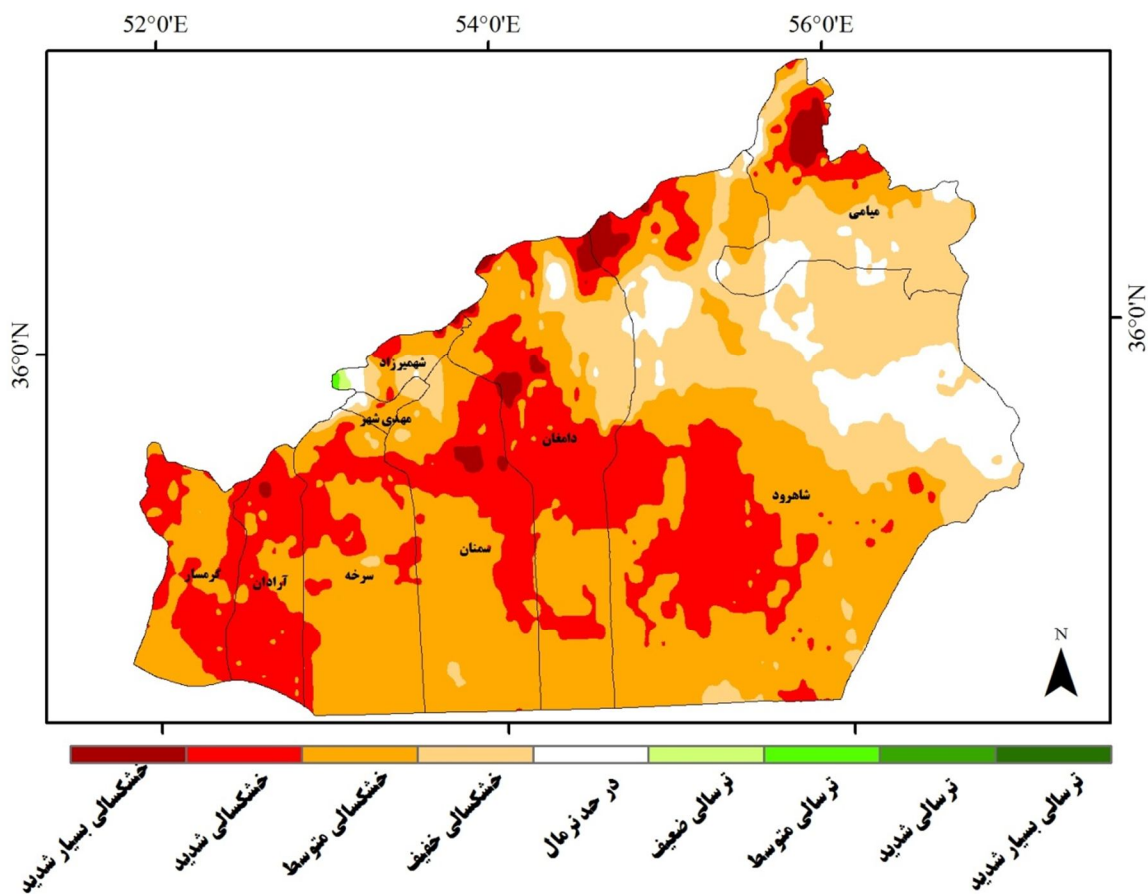 52°0'E
54°0'E
56°0'E
36°0'N
36°0'N
میامی
شهمیرزاد
مهدی شهر
دامغان
شاهرود
سمنان
سرخه
آرادان
گرمسار
N
خشکسالی بسیار شدید
خشکسالی شدید
خشکسالی متوسط
خشکسالی خفیف
در حد نرمال
ترسالی ضعیف
ترسالی متوسط
ترسالی شدید
ترسالی بسیار شدید